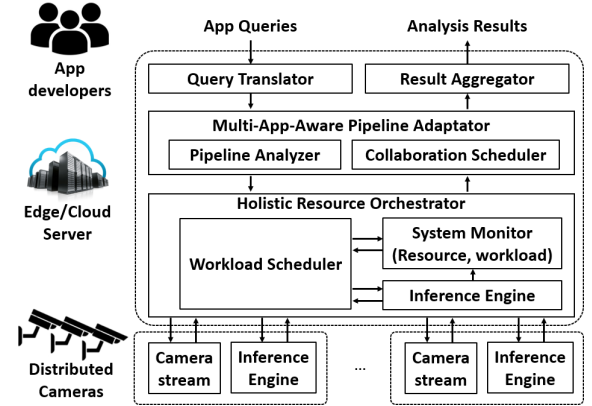 App Queries
Analysis Results
App
developers
Query Translator
Result Aggregator
Multi-App-Aware Pipeline Adaptator
Pipeline Analyzer
Collaboration Scheduler
Edge/Cloud
Server
Holistic Resource Orchestrator
Workload Scheduler
System Monitor
(Resource, workload)
Inference Engine
Distributed
Cameras
Camera
stream
Inference
Engine
...
Camera
stream
Inference
Engine